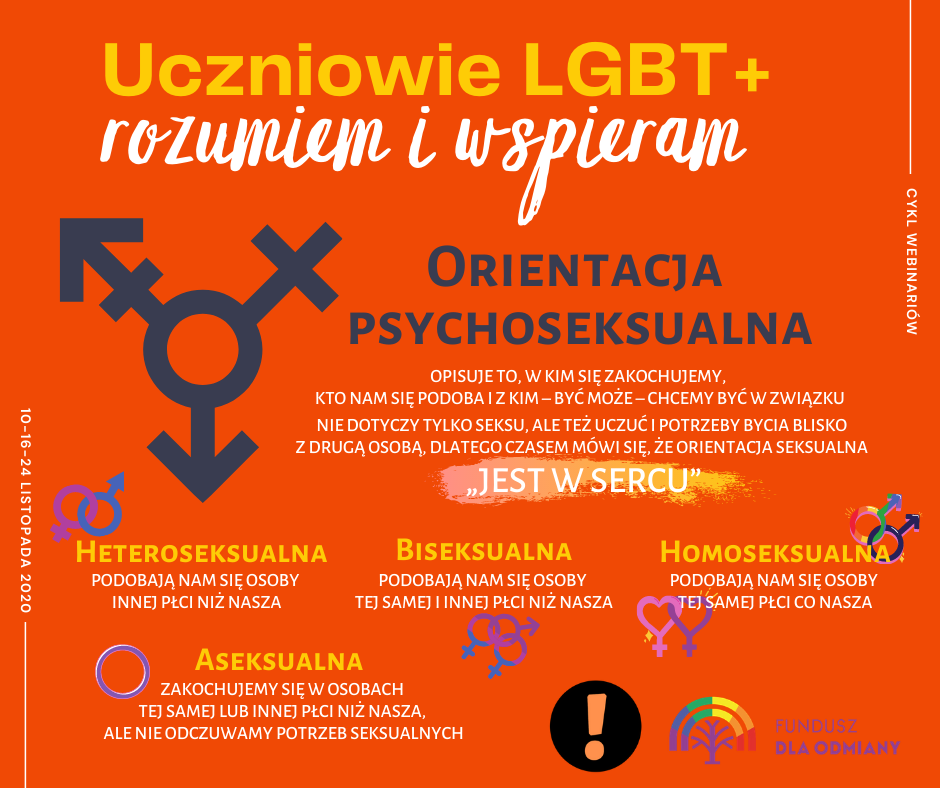 Uczniowie LGBT+
rozumiem i wspieram
CYKL WEBINARIÓW
ORIENTACJA
PSYCHOSEKSUALNA
OPISUJE TO, W KIM SIĘ ZAKOCHUJEMY,
KTO NAM SIĘ PODOBA I Z KIM – BYĆ MOŻE – CHCEMY BYĆ W ZWIĄZKU
NIE DOTYCZY TYLKO SEKSU, ALE TEŻ UCZUĆ I POTRZEBY BYCIA BLISKO
Z DRUGĄ OSOBĄ, DLATEGO CZASEM MÓWI SIĘ, ŻE ORIENTACJA SEKSUALNA
„JEST W SERCU”
10-16-24 LISTOPADA 2020
HETEROSEKSUALNA
PODOBAJĄ NAM SIĘ OSOBY
INNEJ PŁCI NIŻ NASZA
BISEKSUALNA
PODOBAJĄ NAM SIĘ OSOBY
TEJ SAMEJ I INNEJ PŁCI NIŻ NASZA
HOMOSEKSUALNA
PODOBAJĄ NAM SIĘ OSOBY
TEJ SAMEJ PŁCI CO NASZA
ASEKSUALNA
ZAKOCHUJEMY SIĘ W OSOBACH
TEJ SAMEJ LUB INNEJ PŁCI NIŻ NASZA,
ALE NIE ODCZUWAMY POTRZEB SEKSUALNYCH
!
FUNDUSZ
DLA ODMIANY